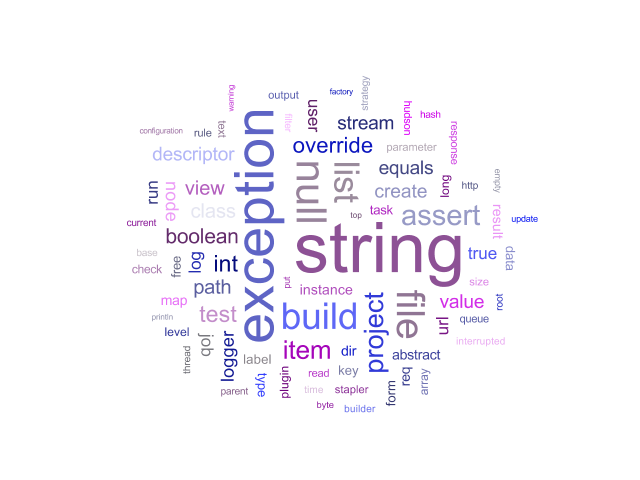 warning
output
factory
strategy
configuration
rule
text
exception
filter
user
stream
hudson
hash
override
parameter
response
descriptor
null
list
equals
long
http
empty
run
node
view
create
class
top
task
assert
result
update
current
boolean
string
true
data
base
log
int
check
free
put
path
instance
size
map
build
project
file
value
root
println
test
url
queue
level
job
logger
item
dir
abstract
interrupted
thread
label
type
plugin
read
key
req
array
parent
time
stapler
form
byte
builder